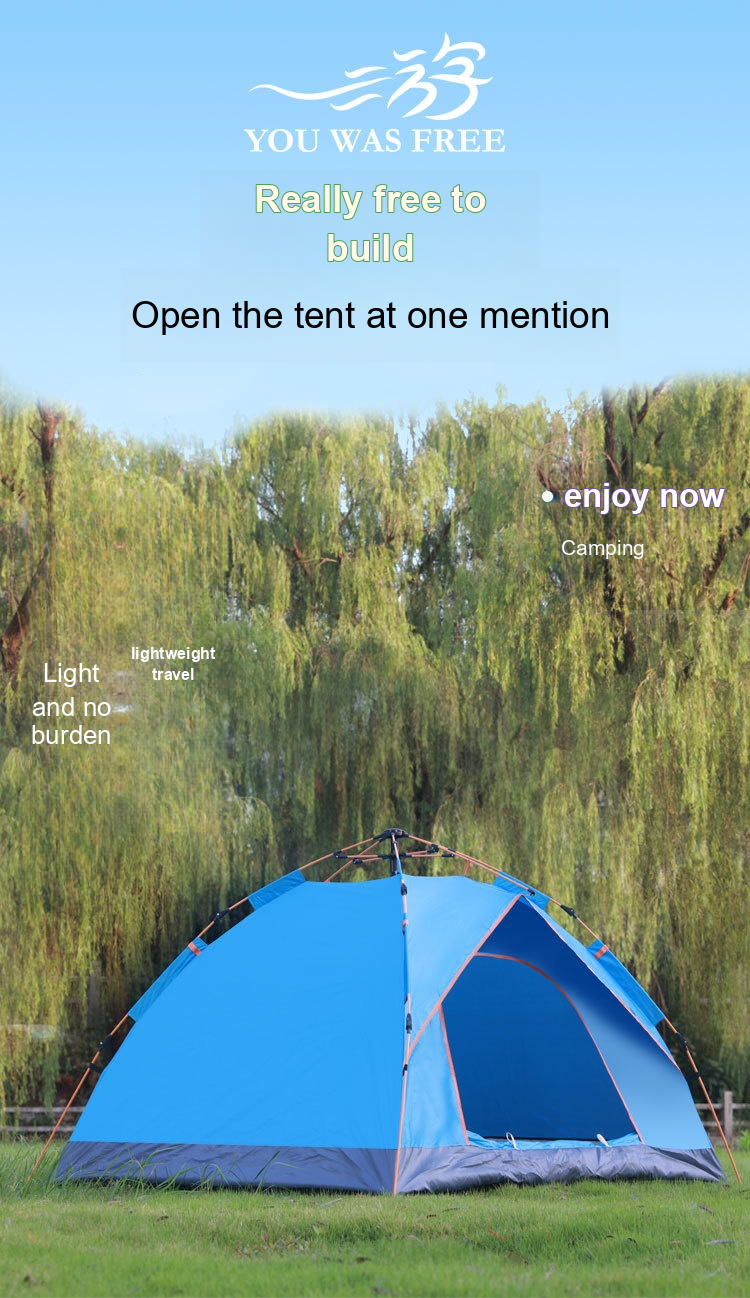 YOU WAS FREE
Really free to
build
Open the tent at one mention
enjoy now
Camping
lightweight
travel
Light
and no
burden